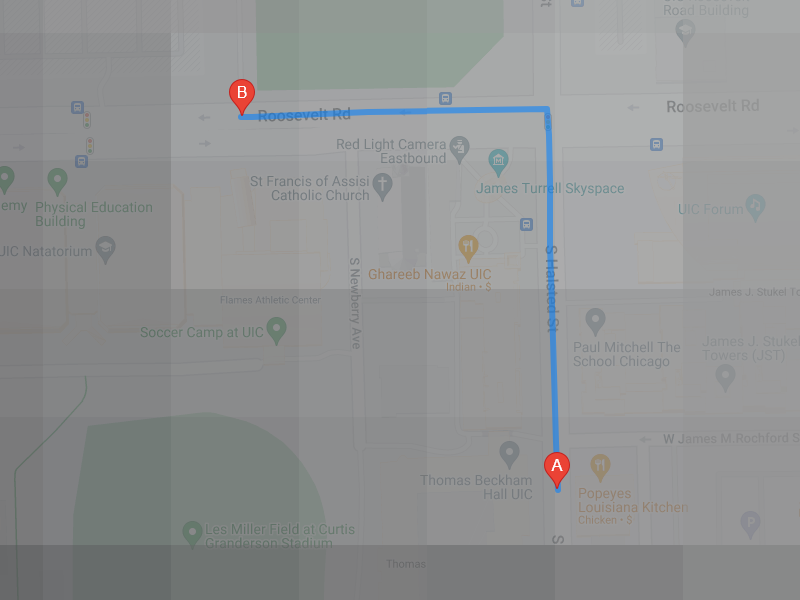 Road Building
B
Roosevelt Rd
Roosevelt Rd
Red Light Camera
Eastbound
St Francis of Assisi
Catholic Church
James Turrell Skyspace
emy
Physical Education
Building
UIC Forum
UIC Natatorium
S Halsted St
S Newberry Ave
Ghareeb Nawaz UIC
Indian • $
Flames Athletic Center
James J. Stukel To
Soccer Camp at UIC
Paul Mitchell The
School Chicago
James J. Stukel
Towers (JST)
W James M.Rochford S
A
Thomas Beckham
Hall UIC
Popeyes
Louisiana Kitchen
Chicken • $
P
Les Miller Field at Curtis
Granderson Stadium
S
Thomas